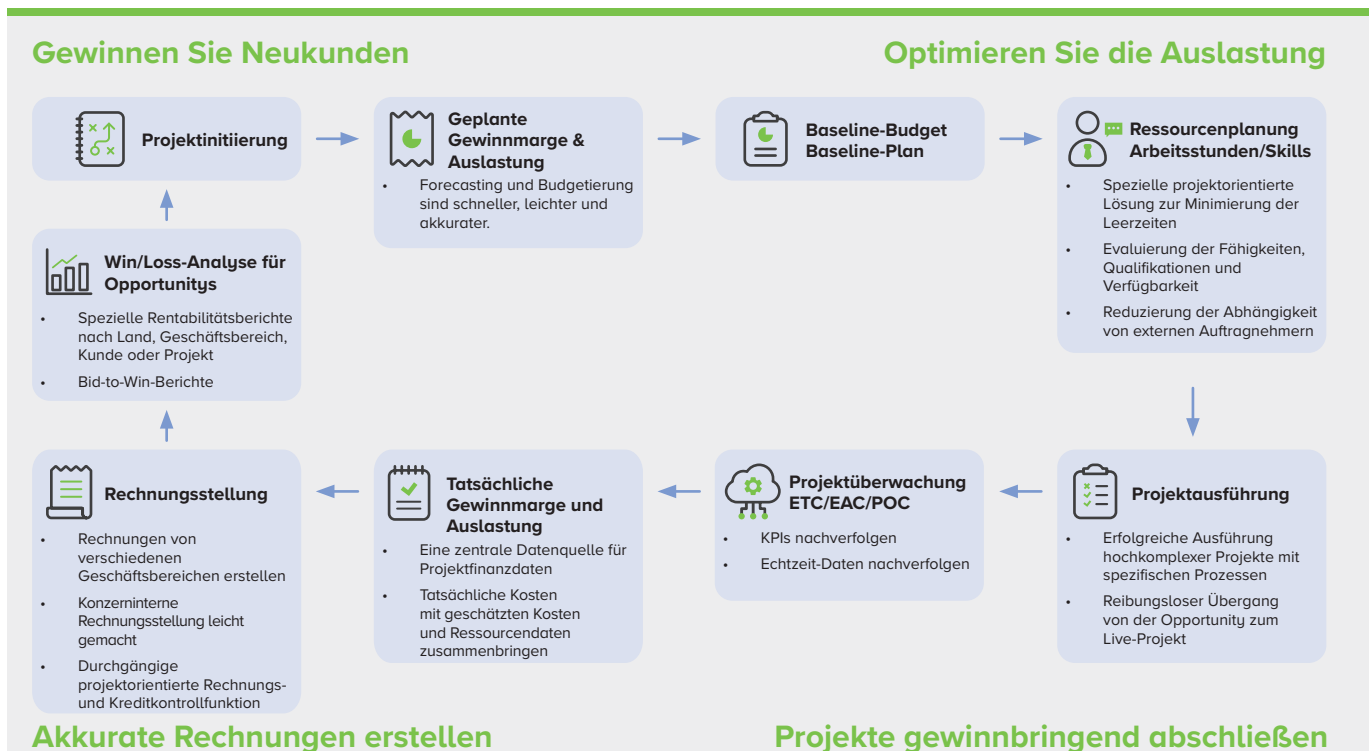 Gewinnen Sie Neukunden
Optimieren Sie die Auslastung
Projektinitiierung
Geplante
Gewinnmarge &
Auslastung
• Forecasting und Budgetierung
sind schneller, leichter und
akkurater.
Baseline-Budget
Baseline-Plan
Ressourcenplanung
Arbeitsstunden/Skills
• Spezielle projektorientierte
Lösung zur Minimierung der
Leerzeiten
• Evaluierung der Fähigkeiten,
Qualifikationen und
Verfügbarkeit
• Reduzierung der Abhängigkeit
von externen Auftragnehmern
Win/Loss-Analyse für
Opportunitys
• Spezielle Rentabilitätsberichte
nach Land, Geschäftsbereich,
Kunde oder Projekt
• Bid-to-Win-Berichte
Rechnungsstellung
• Rechnungen von
verschiedenen
Geschäftsbereichen erstellen
• Konzerninterne
Rechnungsstellung leicht
gemacht
• Durchgängige
projektorientierte Rechnungs-
und Kreditkontrollfunktion
Tatsächliche
Gewinnmarge und
Auslastung
• Eine zentrale Datenquelle für
Projektfinanzdaten
• Tatsächliche Kosten
mit geschätzten Kosten
und Ressourcendaten
zusammenbringen
Projektüberwachung
ETC/EAC/POC
• KPIs nachverfolgen
• Echtzeit-Daten nachverfolgen
Projektausführung
• Erfolgreiche Ausführung
hochkomplexer Projekte mit
spezifischen Prozessen
• Reibungsloser Übergang
von der Opportunity zum
Live-Projekt
Akkurate Rechnungen erstellen
Projekte gewinnbringend abschließen